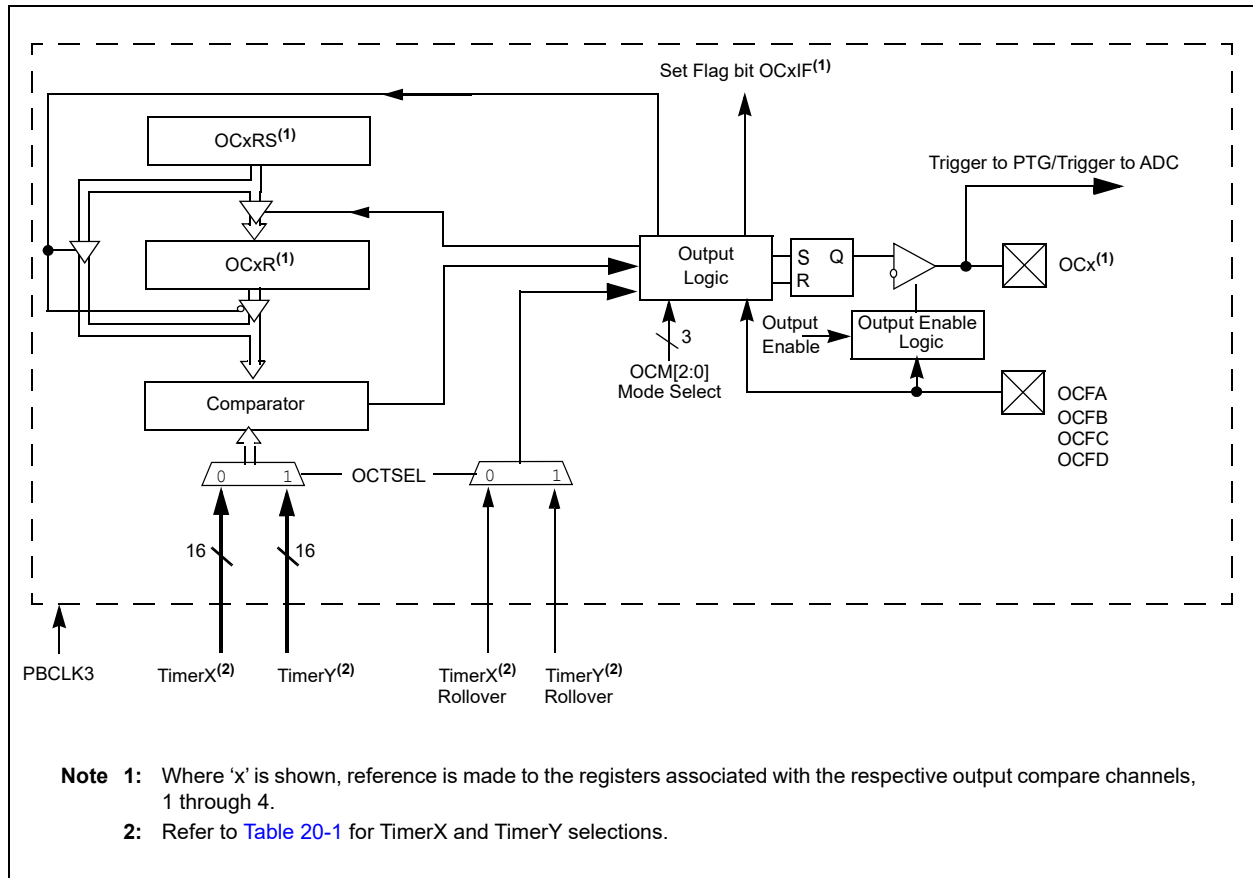 Set Flag bit OCxIF(1)
OCxRS(1)
Trigger to PTG/Trigger to ADC
OCxR(1)
Output
Logic
S Q
R
OCx(1)
Output
Enable
Output Enable
Logic
3
OCM[2:0]
Mode Select
Comparator
OCFA
OCFB
OCFC
OCFD
0 1
OCTSEL
0 1
16
16
PBCLK3
TimerX(2)
TimerY(2)
TimerX(2)
Rollover
TimerY(2)
Rollover
Note 1: Where ‘x’ is shown, reference is made to the registers associated with the respective output compare channels,
1 through 4.
2: Refer to Table 20-1 for TimerX and TimerY selections.